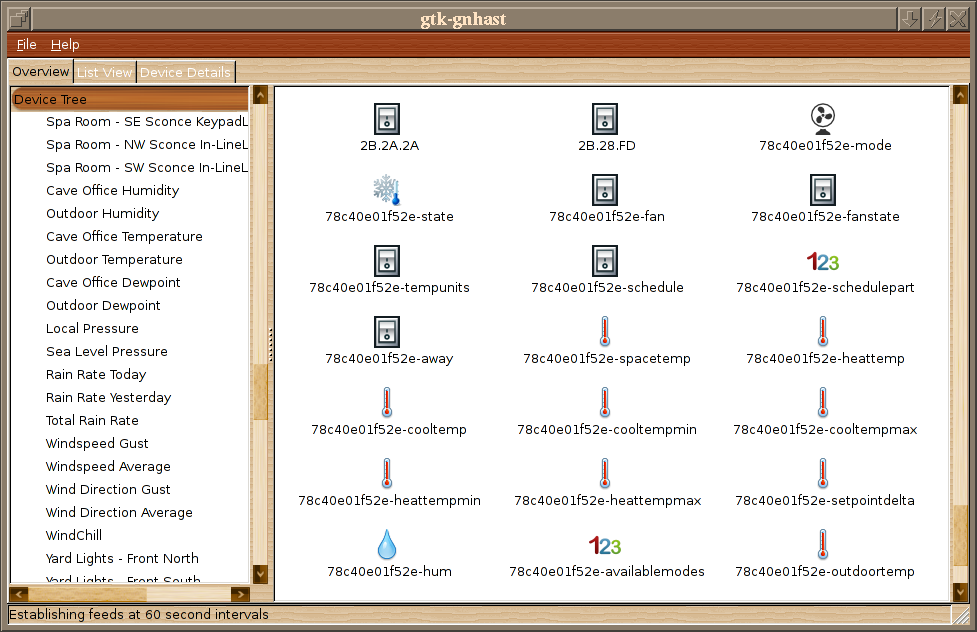 gtk-gnhast
File Help
Overview List View Device Details
Device Tree
Spa Room - SE Sconce KeypadL
Spa Room - NW Sconce In-LineL
Spa Room - SW Sconce In-LineL
Cave Office Humidity
Outdoor Humidity
Cave Office Temperature
Outdoor Temperature
Cave Office Dewpoint
Outdoor Dewpoint
Local Pressure
Sea Level Pressure
Rain Rate Today
Rain Rate Yesterday
Total Rain Rate
Windspeed Gust
Windspeed Average
Wind Direction Gust
Wind Direction Average
WindChill
Yard Lights - Front North
Yard Lights - Front South
2B.2A.2A
2B.28.FD
78c40e01f52e-mode
78c40e01f52e-state
78c40e01f52e-fan
78c40e01f52e-fanstate
78c40e01f52e-tempunits
78c40e01f52e-schedule
123
78c40e01f52e-schedulepart
78c40e01f52e-away
78c40e01f52e-spacetemp
78c40e01f52e-heattemp
78c40e01f52e-cooltemp
78c40e01f52e-cooltempmin
78c40e01f52e-cooltempmax
78c40e01f52e-heattempmin
78c40e01f52e-heattempmax
78c40e01f52e-setpointdelta
78c40e01f52e-hum
123
78c40e01f52e-availablemodes
78c40e01f52e-outdoortemp
Establishing feeds at 60 second intervals